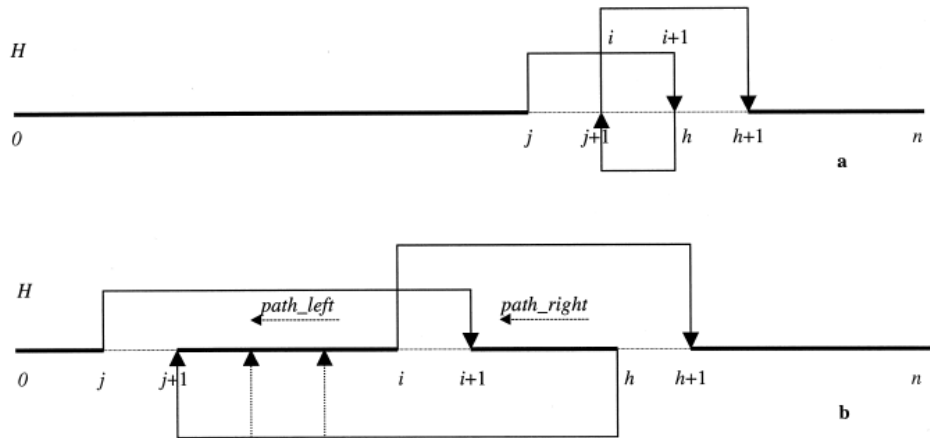 i i+1
H
0 j j+1 h h+1 n
a
H
path_left path_right
0 j j+1 i i+1 h h+1 n
b